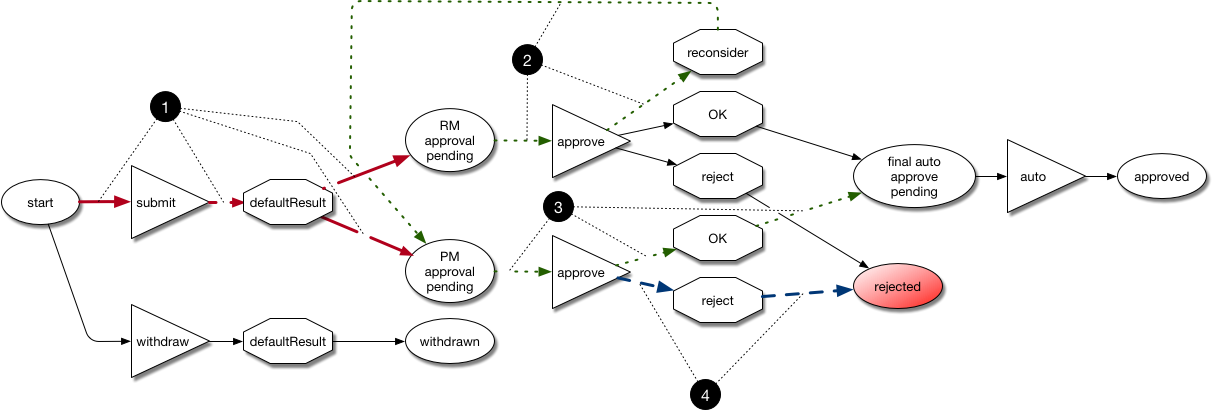 reconsider
2
1
OK
RM
approval
pending
approve
final auto
approve
pending
reject
auto
approved
start
submit
defaultResult
3
OK
PM
approval
pending
approve
reject
rejected
withdraw
defaultResult
withdrawn
4